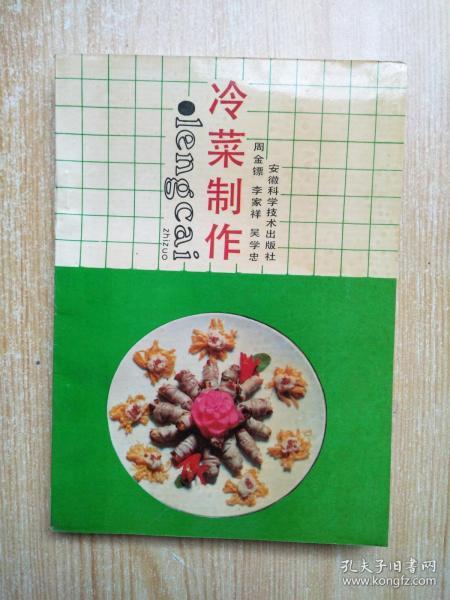 冷菜制作
lengcai
zhizuo
周金镖 李家祥 吴学忠
安徽科学技术出版社
孔夫子旧书网
www.kongfz.com